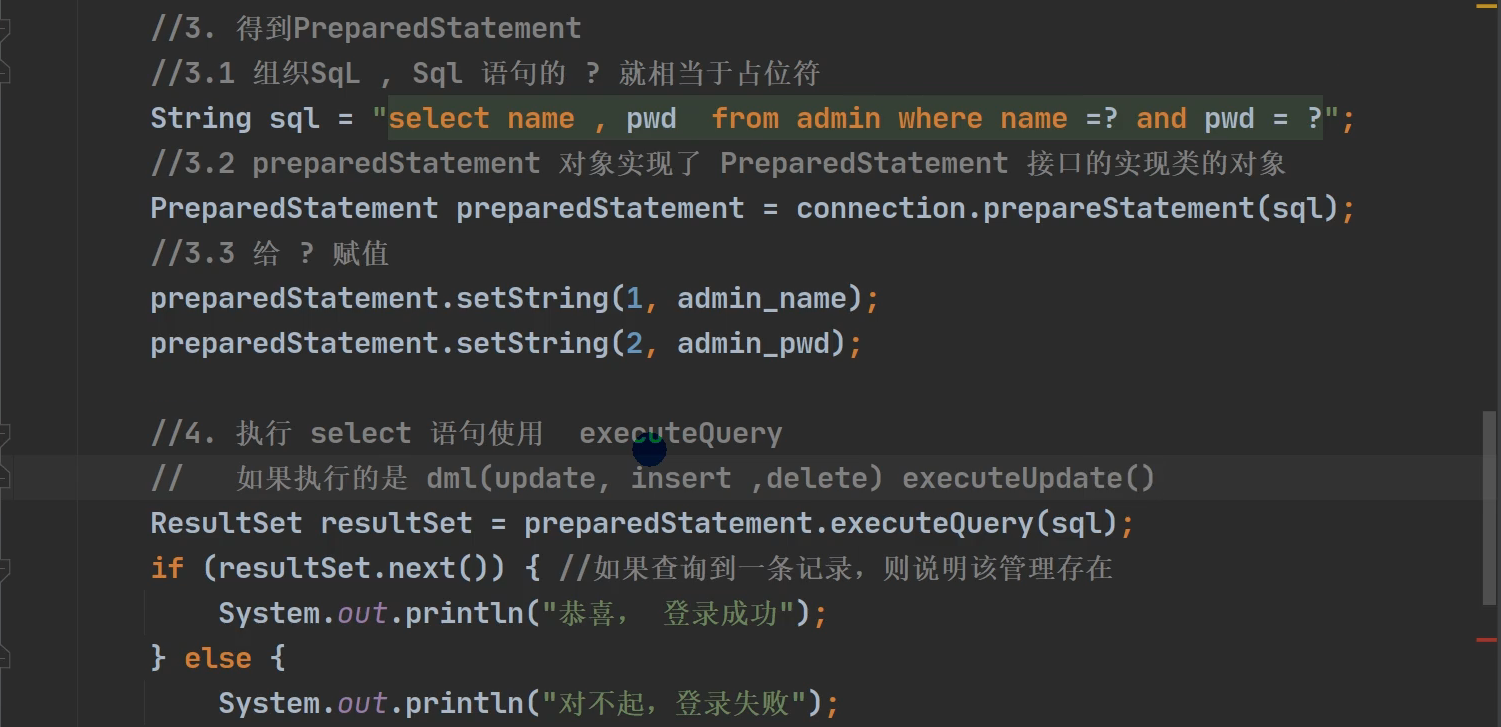 //3. 得到PreparedStatement
//3.1 组织SqL , Sql 语句的 ? 就相当于占位符
String sql = "select name , pwd  from admin where name =? and pwd = ?";
//3.2 preparedStatement 对象实现了 PreparedStatement 接口的实现类的对象
PreparedStatement preparedStatement = connection.prepareStatement(sql);
//3.3 给 ? 赋值
preparedStatement.setString(1, admin_name);
preparedStatement.setString(2, admin_pwd);
//4. 执行 select 语句使用  executeQuery
//   如果执行的是 dml(update, insert ,delete) executeUpdate()
ResultSet resultSet = preparedStatement.executeQuery(sql);
if (resultSet.next()) { //如果查询到一条记录，则说明该管理存在
    System.out.println("恭喜， 登录成功");
} else {
    System.out.println("对不起，登录失败");